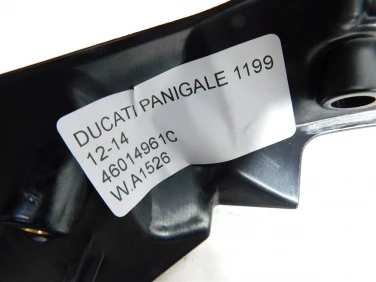 DUCATI PANIGALE 1199
12-14
46014961C
W.A1526